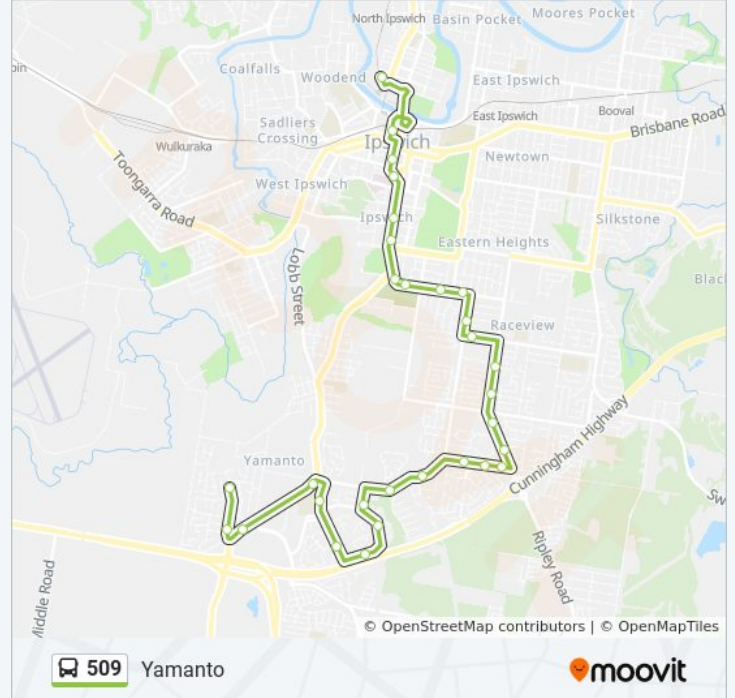 North Ipswich
Basin Pocket
Moores Pocket
Coalfalls
Woodend
East Ipswich
Sadliers
Crossing
East Ipswich
Booval
Brisbane Road
Wulkuraka
Ipswich
Newtown
Toongarra Road
West Ipswich
Ipswich
Silkstone
Eastern Heights
Lobb Street
Raceview
Cunningham Highway
Yamanto
Ripley Road
Middle Road
© OpenStreetMap contributors | © OpenMapTiles
509 Yamanto
moovit